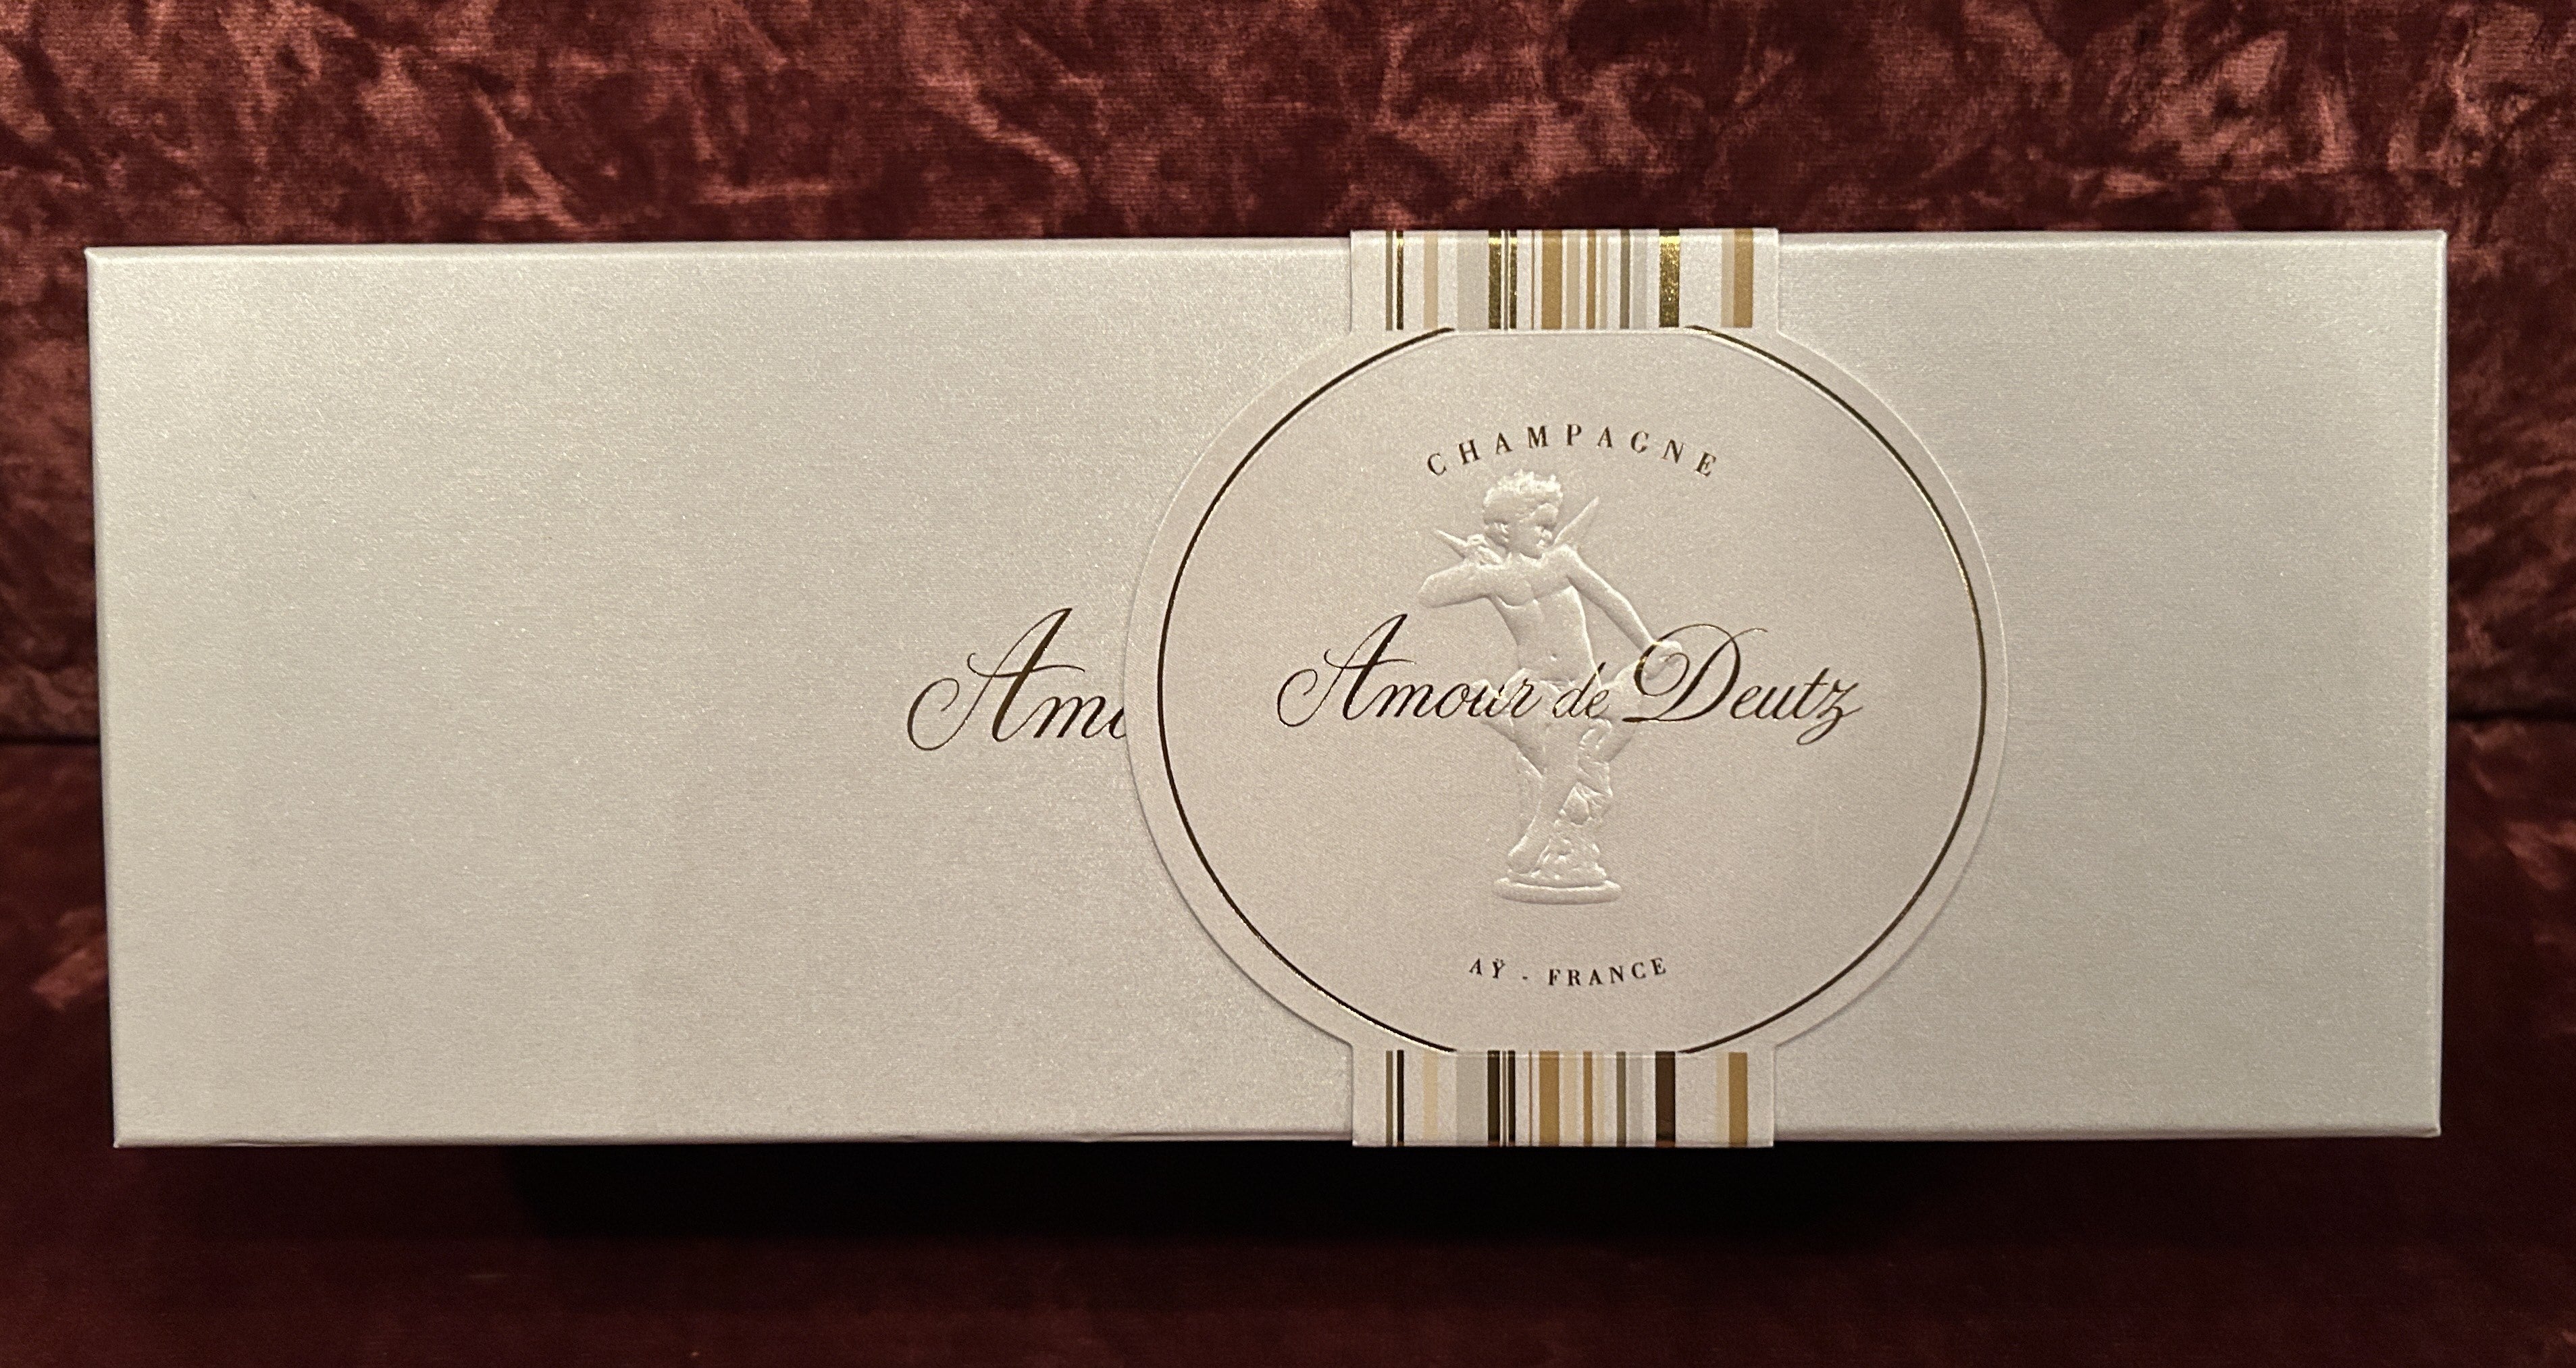 CHAMPAGNE
Amo
Amour de Deutz
AŸ - FRANCE